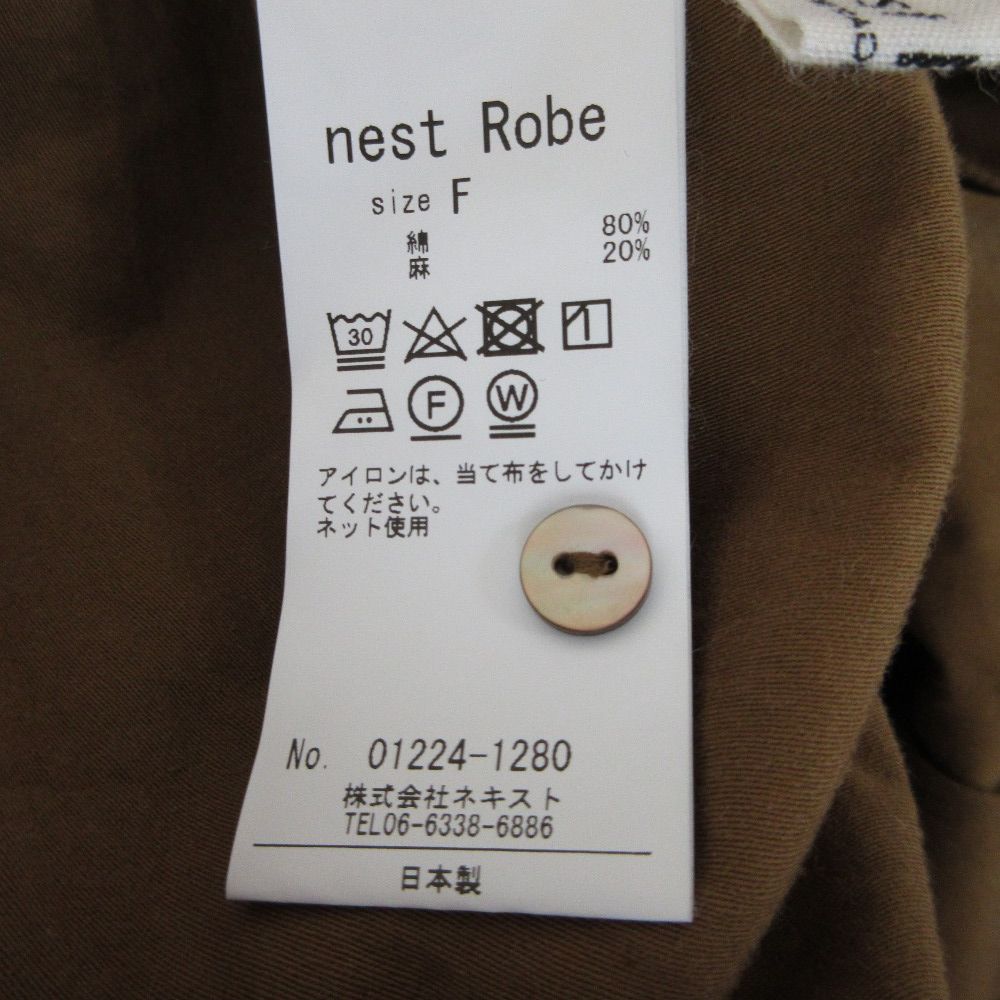 nest Robe
size F
綿 80%
麻 20%
30
F W
アイロンは、当て布をしてかけ
てください。
ネット使用
No. 01224-1280
株式会社ネキスト
TEL06-6338-6886
日本製